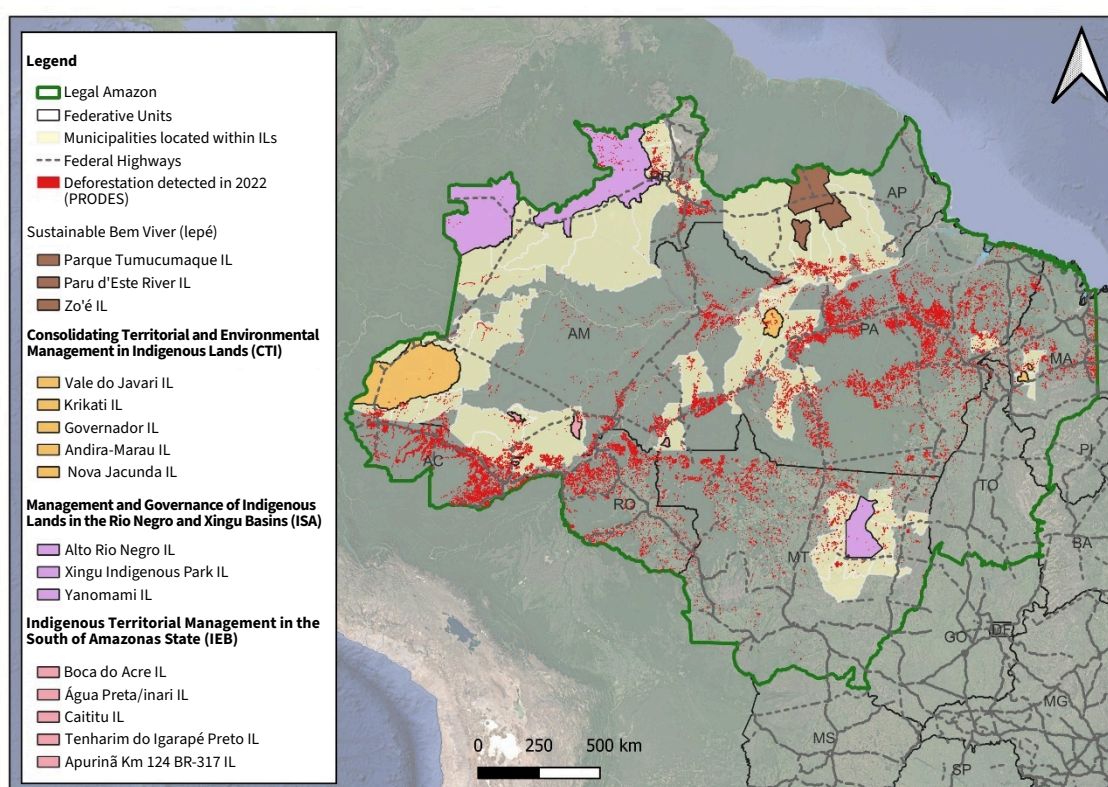 Legend
Legal Amazon
Federative Units
Municipalities located within ILs
Federal Highways
Deforestation detected in 2022
(PRODES)
Sustainable Bem Viver (lepé)
Parque Tumucumaque IL
Paru d'Este River IL
Zo'é IL
Consolidating Territorial and Environmental
Management in Indigenous Lands (CTI)
Vale do Javari IL
Krikati IL
Governador IL
Andira-Marau IL
Nova Jacunda IL
Management and Governance of Indigenous
Lands in the Rio Negro and Xingu Basins (ISA)
Alto Rio Negro IL
Xingu Indigenous Park IL
Yanomami IL
Indigenous Territorial Management in the
South of Amazonas State (IEB)
Boca do Acre IL
Água Preta/inari IL
Caititu IL
Tenharim do Igarapé Preto IL
Apurinã Km 124 BR-317 IL
RR
AP
AM
PA
MA
AC
PI
TO
RO
BA
MT
GO
DF
MG
MS
SP
0 250 500 km